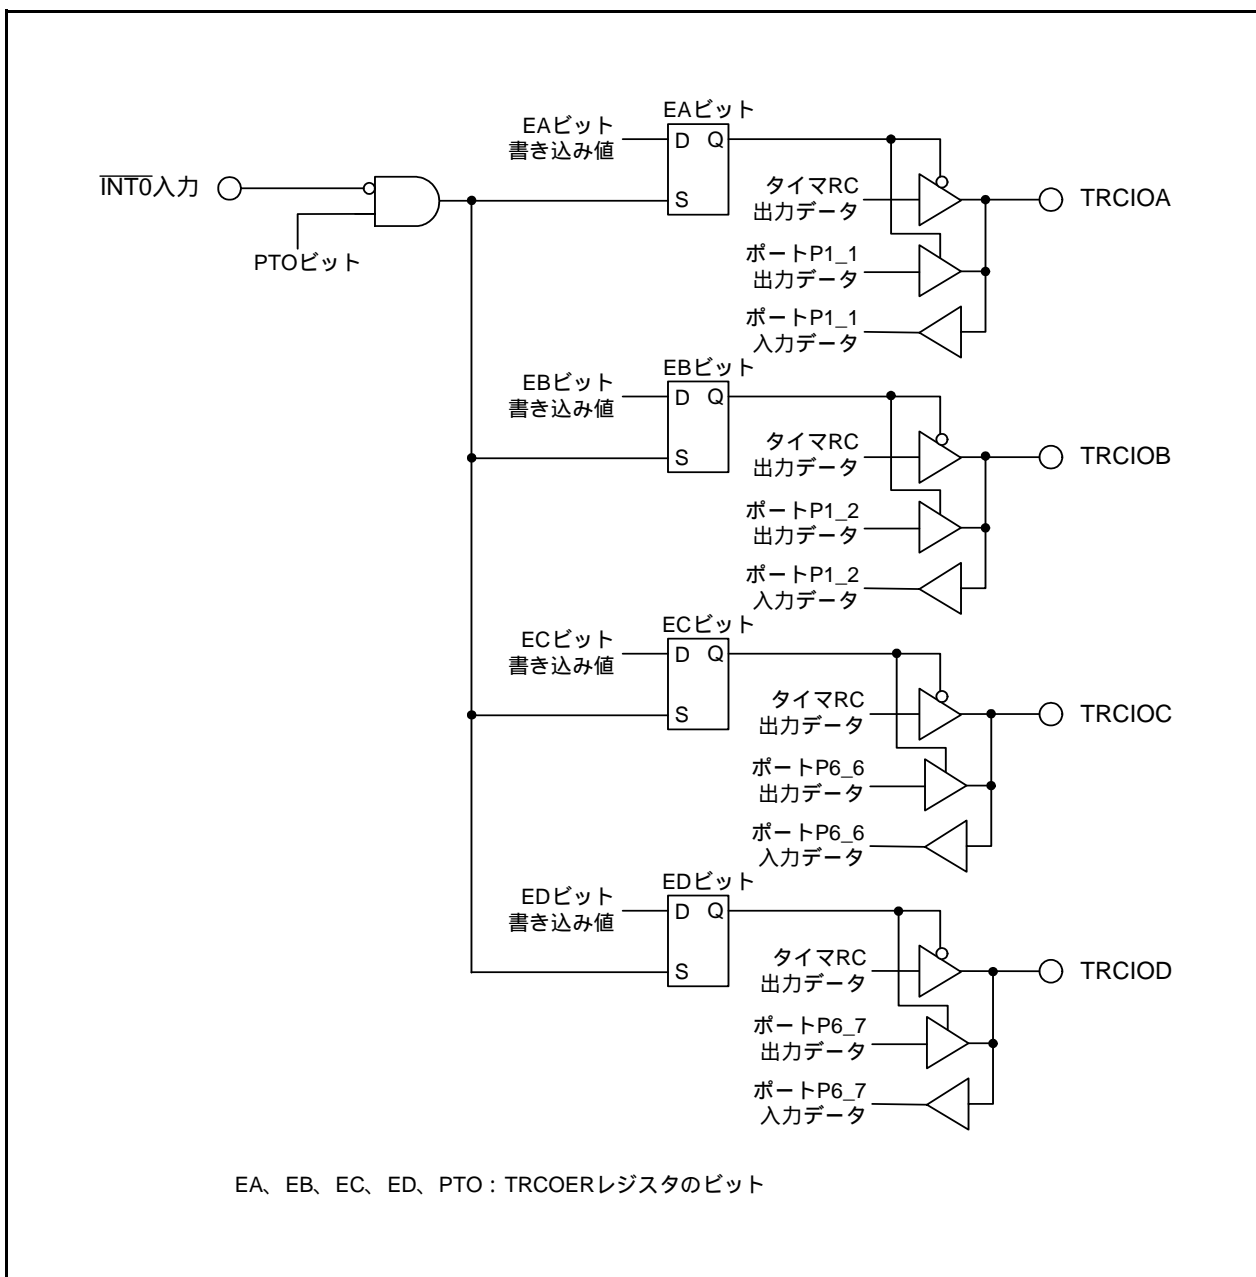 EAビット
EAビット
書き込み値
D Q
S
INT0入力
PTOビット
タイマRC
出力データ
TRCIOA
ポートP1_1
出力データ
ポートP1_1
入力データ
EBビット
EBビット
書き込み値
D Q
S
タイマRC
出力データ
TRCIOB
ポートP1_2
出力データ
ポートP1_2
入力データ
ECビット
ECビット
書き込み値
D Q
S
タイマRC
出力データ
TRCIOC
ポートP6_6
出力データ
ポートP6_6
入力データ
EDビット
EDビット
書き込み値
D Q
S
タイマRC
出力データ
TRCIOD
ポートP6_7
出力データ
ポートP6_7
入力データ
EA、EB、EC、ED、PTO：TRCOERレジスタのビット